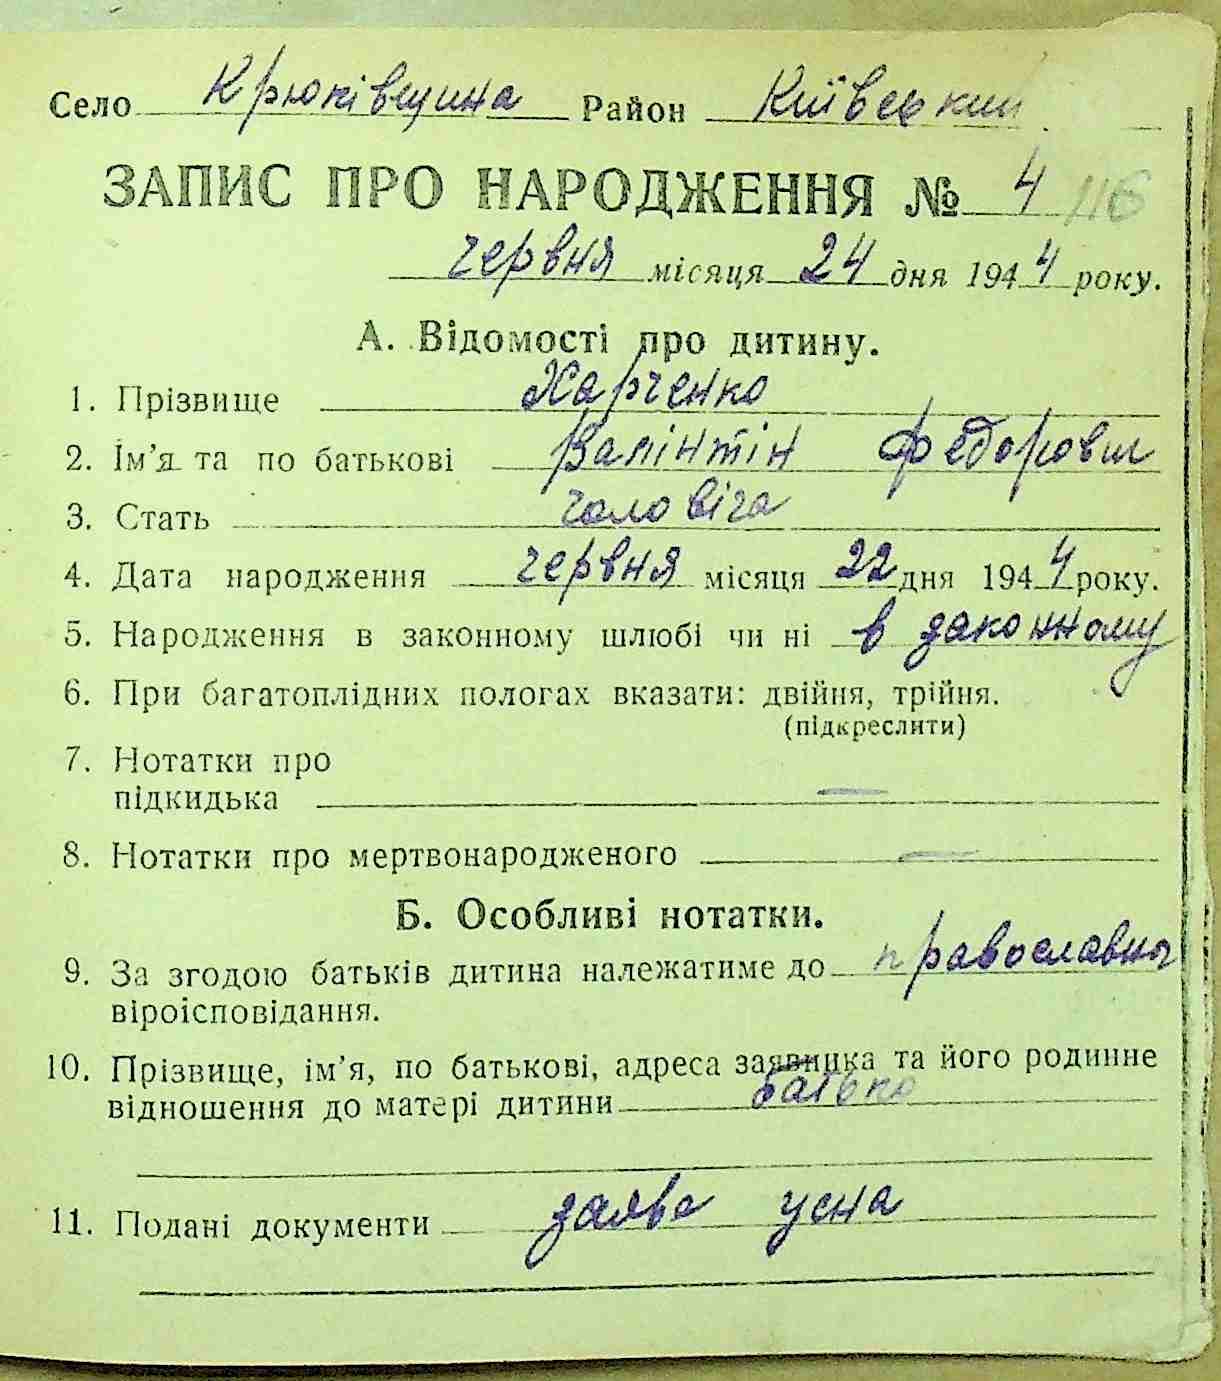 Село Крюківщина Район Київський
ЗАПИС ПРО НАРОДЖЕННЯ № 4 116
червня місяця 24 дня 1944 року.
А. Відомості про дитину.
1. Прізвище Харченко
2. Ім’я та по батькові Валінтін Федорович
3. Стать чоловіча
4. Дата народження червня місяця 22 дня 1944 року.
5. Народження в законному шлюбі чи ні в законному
6. При багатоплідних пологах вказати: двійня, трійня.
(підкреслити)
7. Нотатки про
підкидька —
8. Нотатки про мертвонародженого —
Б. Особливі нотатки.
9. За згодою батьків дитина належатиме до православно
віроісповідання.
10. Прізвище, ім’я, по батькові, адреса заявника та його родинне
відношення до матері дитини батько
11. Подані документи заява усна